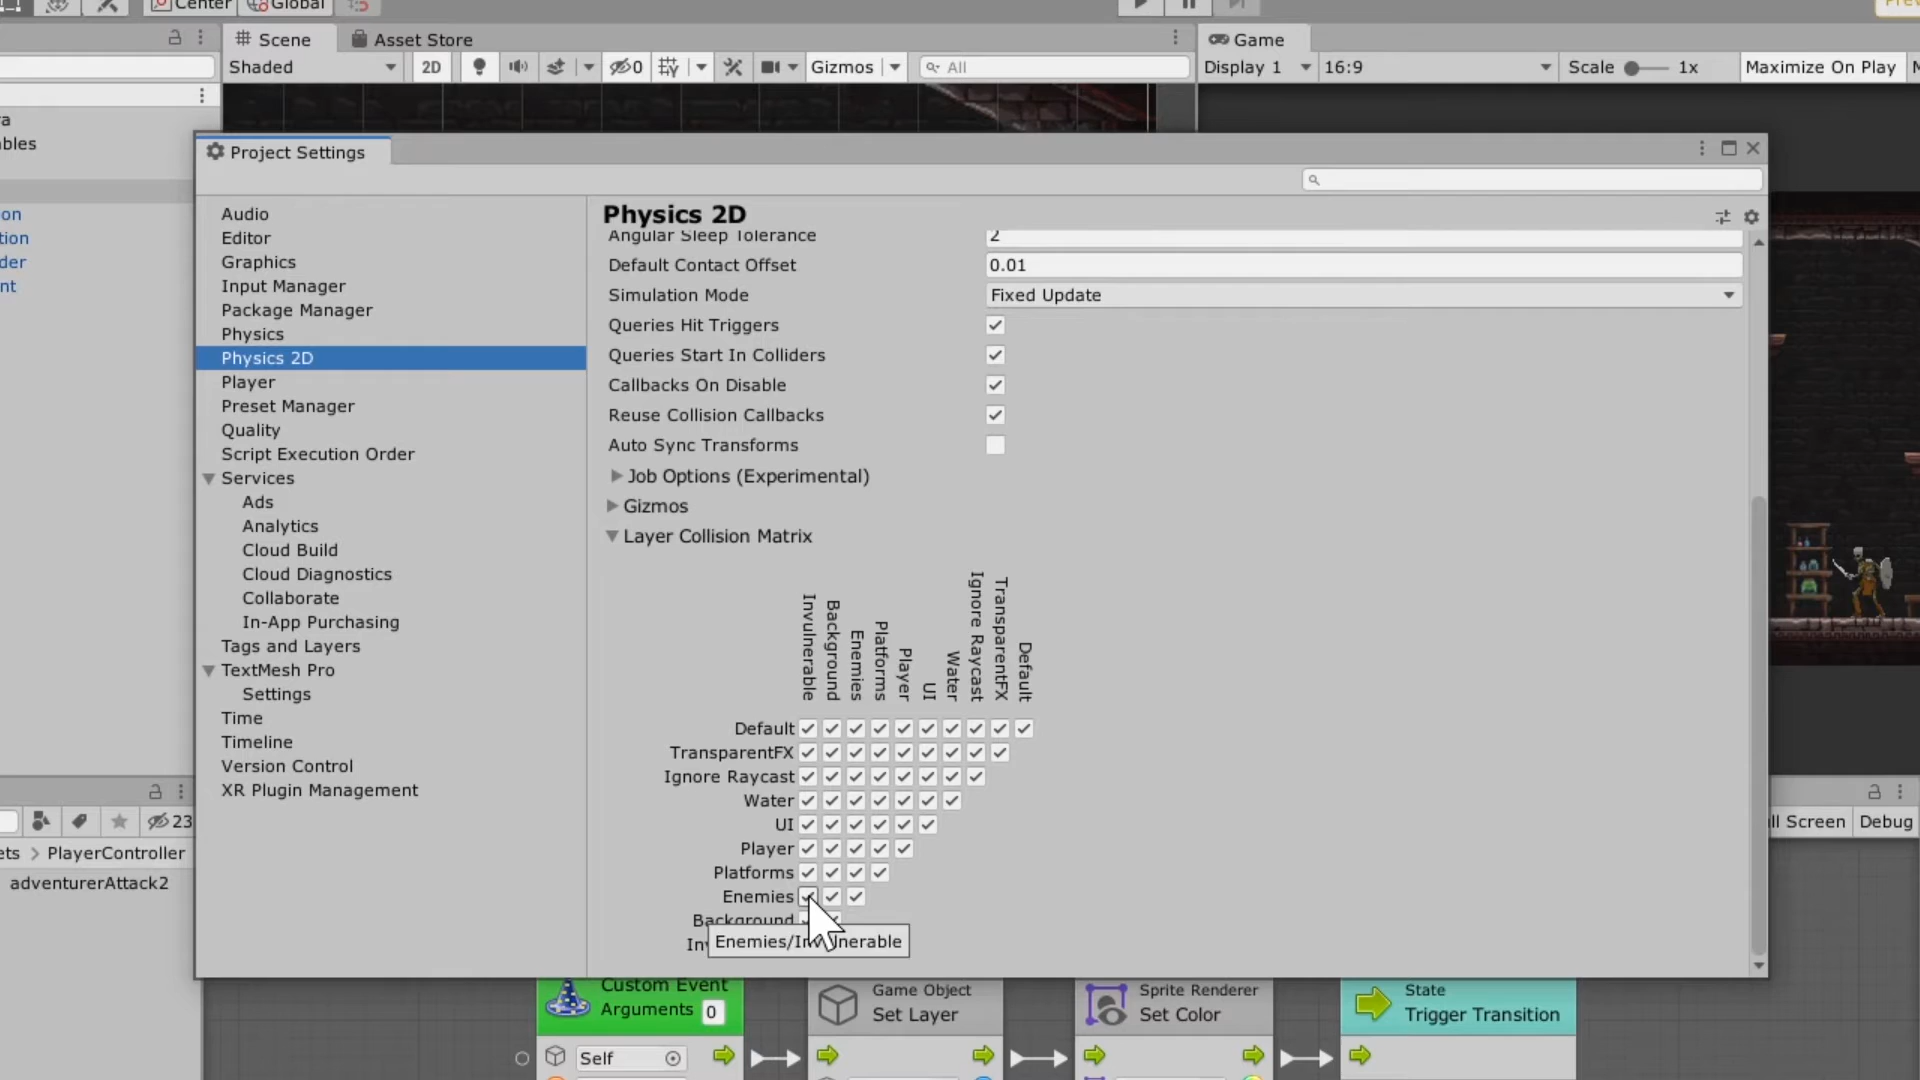 Center
Global
Scene
Asset Store
Game
Shaded
2D
0
Gizmos
All
Display 1
16:9
Scale
1x
Maximize On Play
ables
Project Settings
on
tion
der
nt
Audio
Editor
Graphics
Input Manager
Package Manager
Physics
Physics 2D
Player
Preset Manager
Quality
Script Execution Order
Services
Ads
Analytics
Cloud Build
Cloud Diagnostics
Collaborate
In-App Purchasing
Tags and Layers
TextMesh Pro
Settings
Time
Timeline
Version Control
XR Plugin Management
Physics 2D
Angular Sleep Tolerance
2
Default Contact Offset
0.01
Simulation Mode
Fixed Update
Queries Hit Triggers
Queries Start In Colliders
Callbacks On Disable
Reuse Collision Callbacks
Auto Sync Transforms
Job Options (Experimental)
Gizmos
Layer Collision Matrix
Invulnerable
Background
Enemies
Platforms
Player
UI
Water
Ignore Raycast
TransparentFX
Default
Default
TransparentFX
Ignore Raycast
Water
UI
Player
Platforms
Enemies
Background
Enemies/Invulnerable
23
ets > PlayerController
adventurerAttack2
ll Screen
Debug
Custom Event
Arguments 0
Self
Game Object
Set Layer
Sprite Renderer
Set Color
State
Trigger Transition